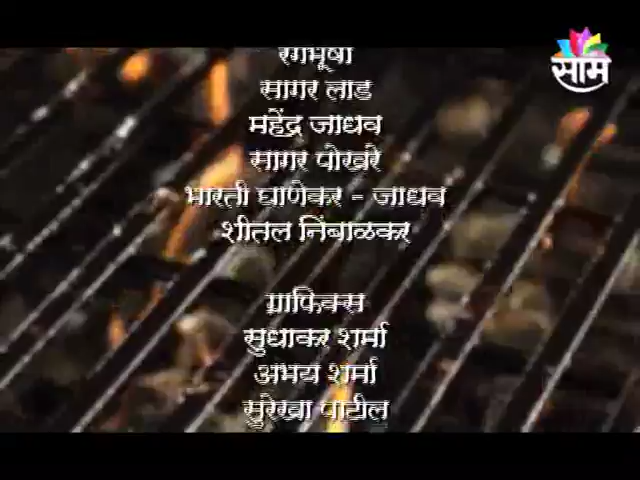 साम
रंगभूषा
सागर लाड
महेंद्र जाधव
सागर पोखरे
भारती घाणेकर - जाधव
शीतल निंबाळकर
ग्राफिक्स
सुधाकर शर्मा
अभय शर्मा
सुरेखा पाटील